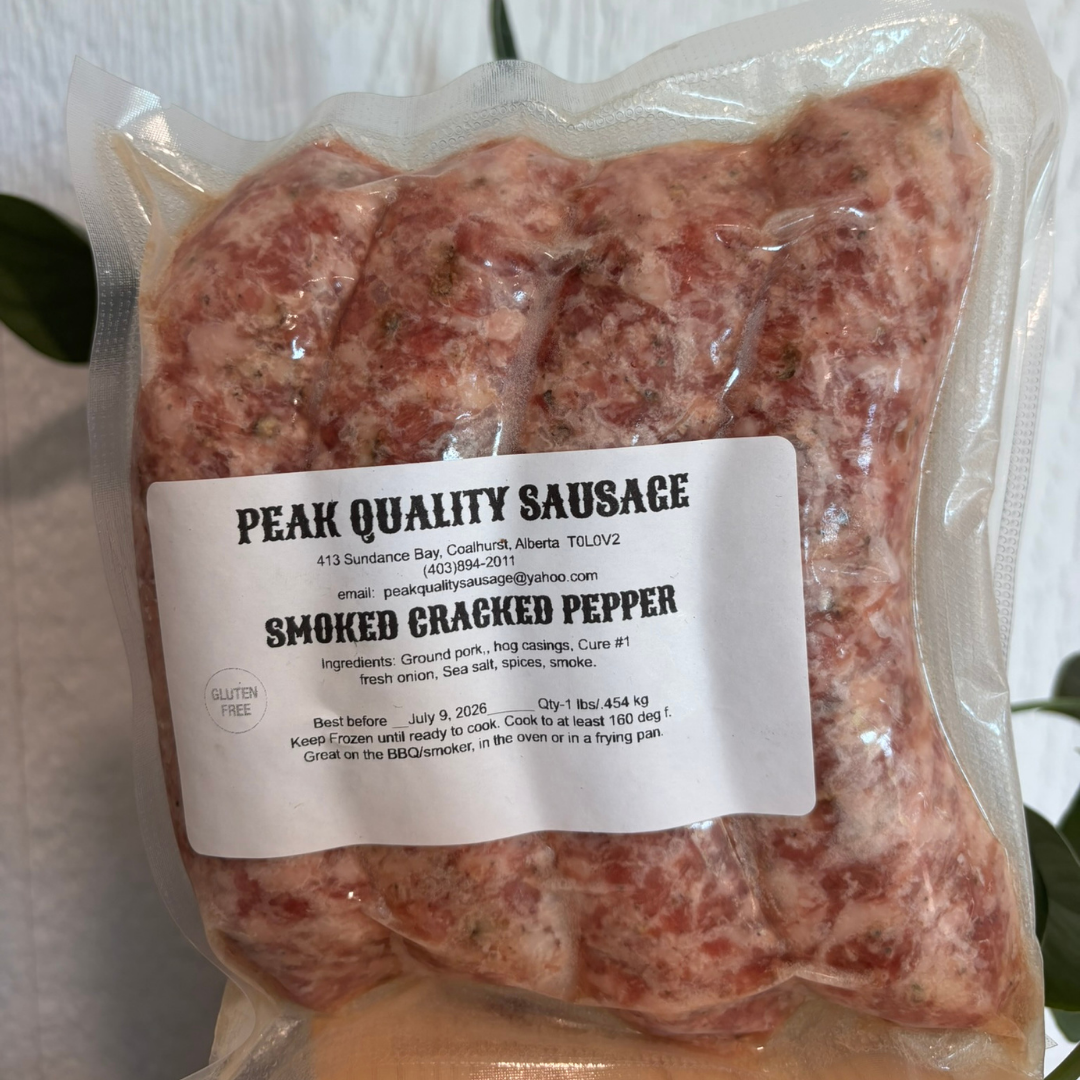 PEAK QUALITY SAUSAGE
413 Sundance Bay, Coalhurst, Alberta T0L0V2
(403)894-2011
email: peakqualitysausage@yahoo.com
SMOKED CRACKED PEPPER
Ingredients: Ground pork,, hog casings, Cure #1
fresh onion, Sea salt, spices, smoke.
GLUTEN
FREE
Best before __July 9, 2026______ Qty-1 lbs/.454 kg
Keep Frozen until ready to cook. Cook to at least 160 deg f.
Great on the BBQ/smoker, in the oven or in a frying pan.